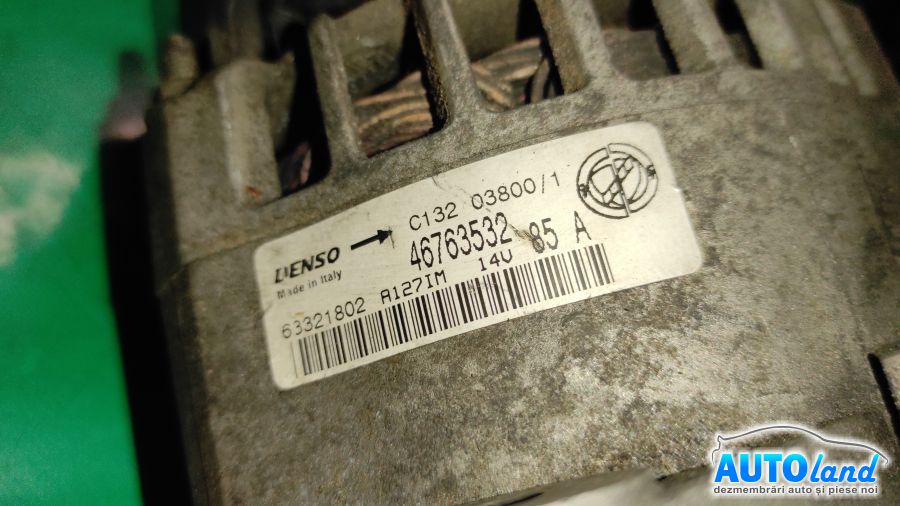 C132 03800/1
DENSO 46763532 85 A
Made in Italy
63321802 A127IM 14V
AUTOland
dezmembrări auto și piese noi